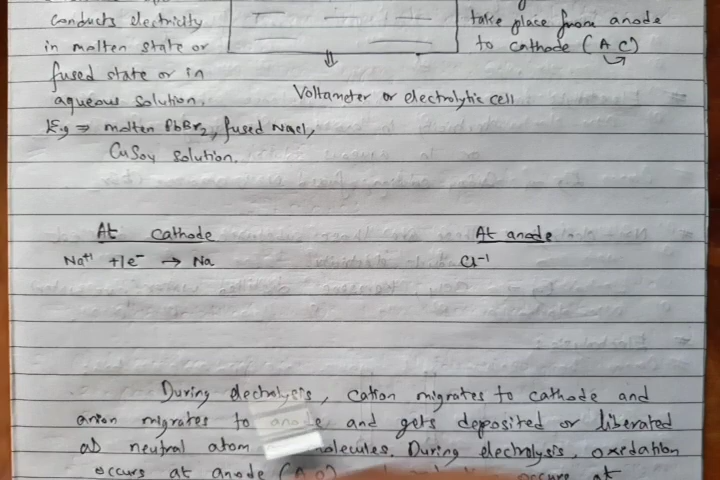 conducts electricity
in molten state or
fused state or in
aqueous solution.
E.g ⇒ molten PbBr2, fused NaCl,
CuSO4 solution.
take place from anode
to cathode (A C)
Voltameter or electrolytic cell
At cathode
Na+1 + 1e- → Na
At anode
Cl-1
During electrolysis, cation migrates to cathode and
anion migrates to anode and gets deposited or liberated
as neutral atom molecules. During electrolysis, oxidation
occurs at anode (A O) occurs at